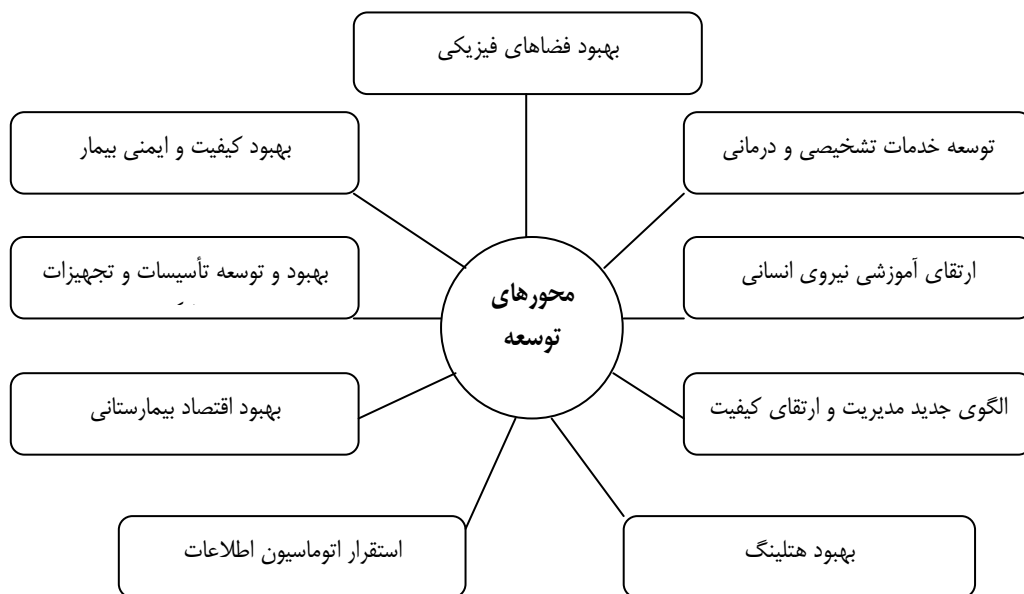 بهبود فضاهای فیزیکی
توسعه خدمات تشخیصی و درمانی
بهبود کیفیت و ایمنی بیمار
ارتقای آموزشی نیروی انسانی
بهبود و توسعه تأسیسات و تجهیزات
محورهای
توسعه
الگوی جدید مدیریت و ارتقای کیفیت
بهبود اقتصاد بیمارستانی
بهبود هتلینگ
استقرار اتوماسیون اطلاعات